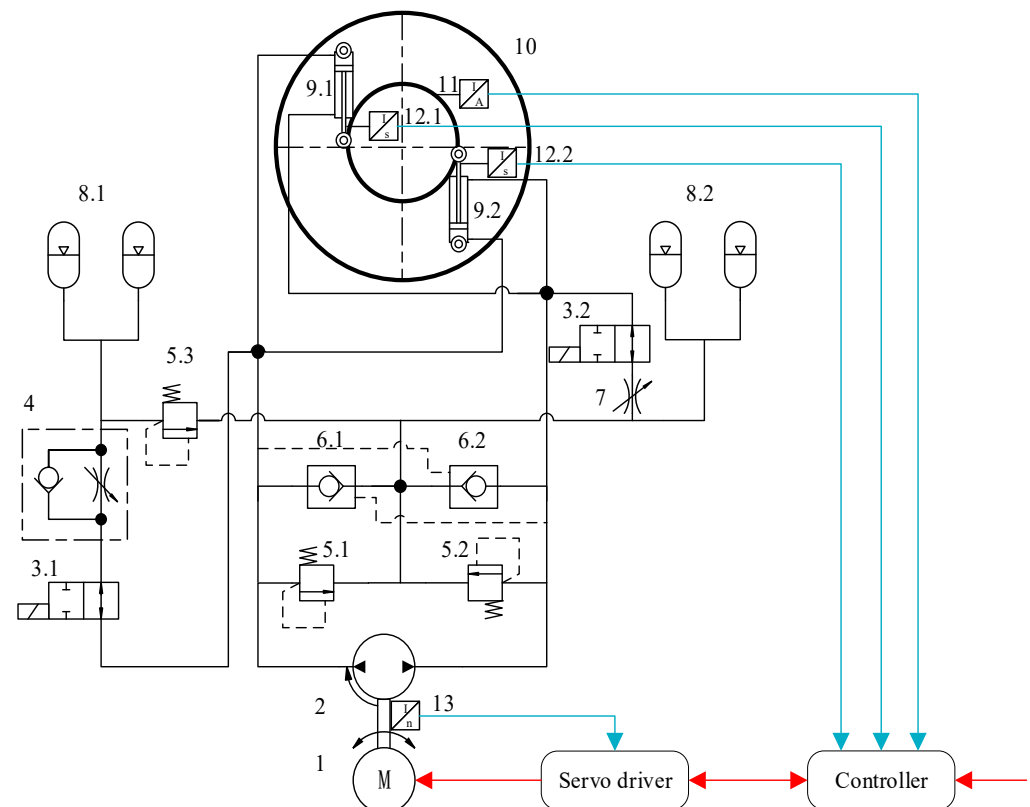 10
9.1
11
I
A
12.1
I
s
12.2
I
s
8.1
9.2
8.2
3.2
5.3
7
4
6.1
6.2
3.1
5.1
5.2
2
I
n
13
1
M
Servo driver
Controller